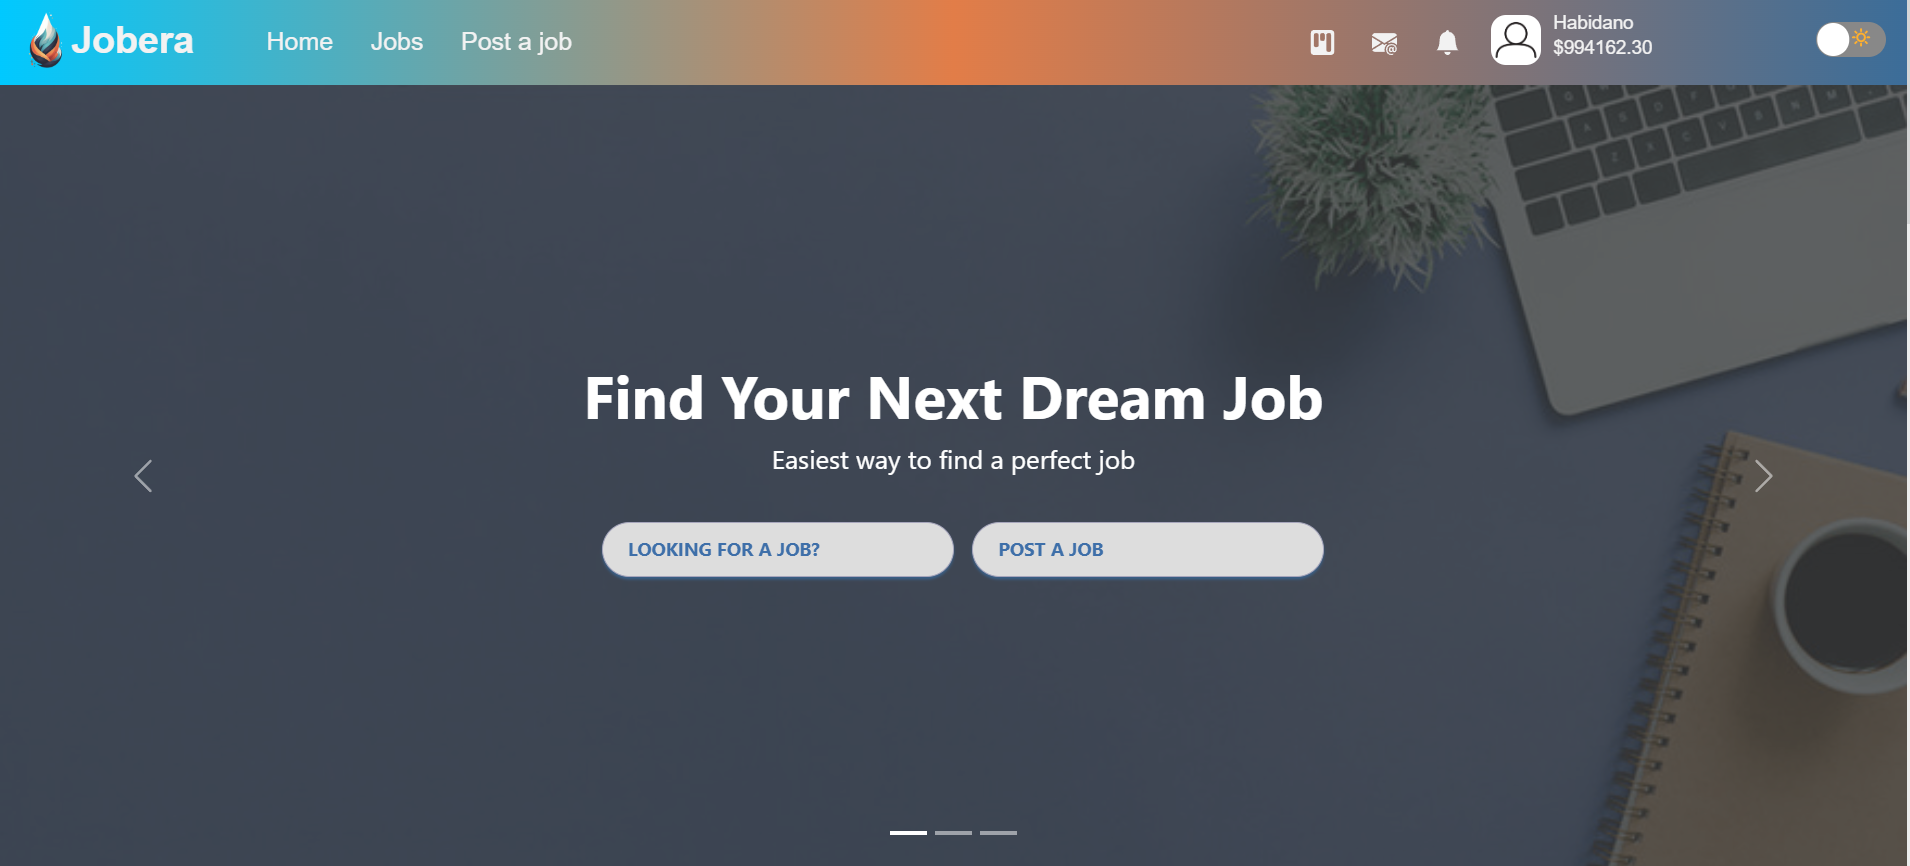 Jobera
Home
Jobs
Post a job
Habidano
$994162.30
Find Your Next Dream Job
Easiest way to find a perfect job
LOOKING FOR A JOB?
POST A JOB